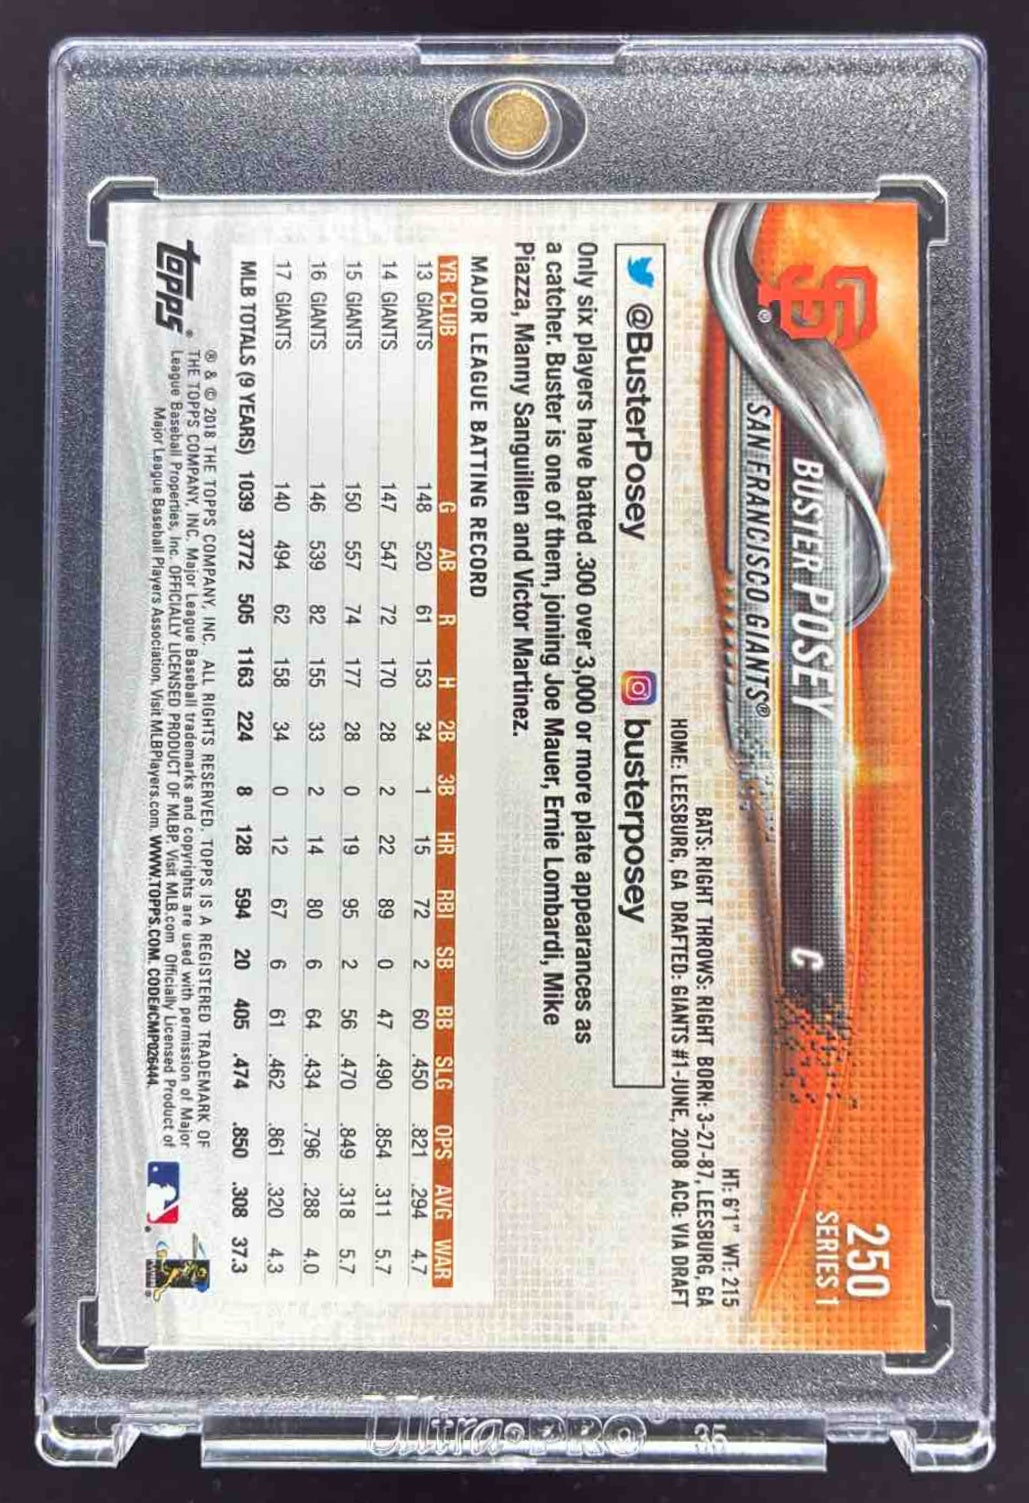 250
SERIES 1
SF®
BUSTER POSEY C
SAN FRANCISCO GIANTS®
HT: 6'1" WT: 215
BATS: RIGHT THROWS: RIGHT BORN: 3-27-87, LEESBURG, GA
HOME: LEESBURG, GA DRAFTED: GIANTS #1-JUNE, 2008 ACQ: VIA DRAFT
@BusterPosey busterposey
Only six players have batted .300 over 3,000 or more plate appearances as
a catcher. Buster is one of them, joining Joe Mauer, Ernie Lombardi, Mike
Piazza, Manny Sanguillen and Victor Martinez.
MAJOR LEAGUE BATTING RECORD
YR CLUB G AB R H 2B 3B HR RBI SB BB SLG OPS AVG WAR
13 GIANTS 148 520 61 153 34 1 15 72 2 60 .450 .821 .294 4.7
14 GIANTS 147 547 72 170 28 2 22 89 0 47 .490 .854 .311 5.7
15 GIANTS 150 557 74 177 28 0 19 95 2 56 .470 .849 .318 5.7
16 GIANTS 146 539 82 155 33 2 14 80 6 64 .434 .796 .288 4.0
17 GIANTS 140 494 62 158 34 0 12 67 6 61 .462 .861 .320 4.3
MLB TOTALS (9 YEARS) 1039 3772 505 1163 224 8 128 594 20 405 .474 .850 .308 37.3
topps®
® & © 2018 THE TOPPS COMPANY, INC. ALL RIGHTS RESERVED. TOPPS IS A REGISTERED TRADEMARK OF
THE TOPPS COMPANY, INC. Major League Baseball trademarks and copyrights are used with permission of Major
League Baseball Properties, Inc. OFFICIALLY LICENSED PRODUCT OF MLBP. Visit MLB.com Officially Licensed Product of
Major League Baseball Players Association, Visit MLBPlayers.com. WWW.TOPPS.COM. CODE#CMP026444.
Ultra•PRO® 35